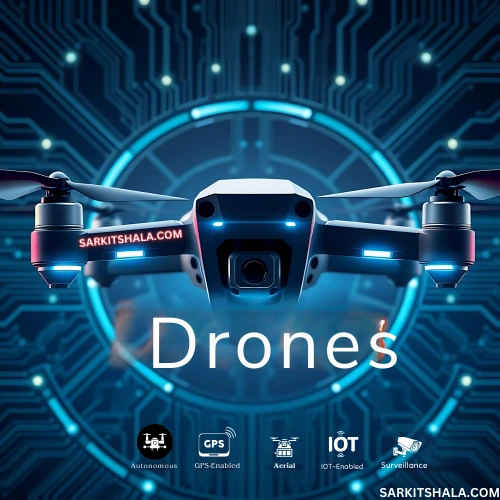 SARKITSHALA.COM
Drones
GPS
IOT
Autonomous
GPS-Enabled
Aerial
IOT-Enabled
Surveillance
SARKITSHALA.COM